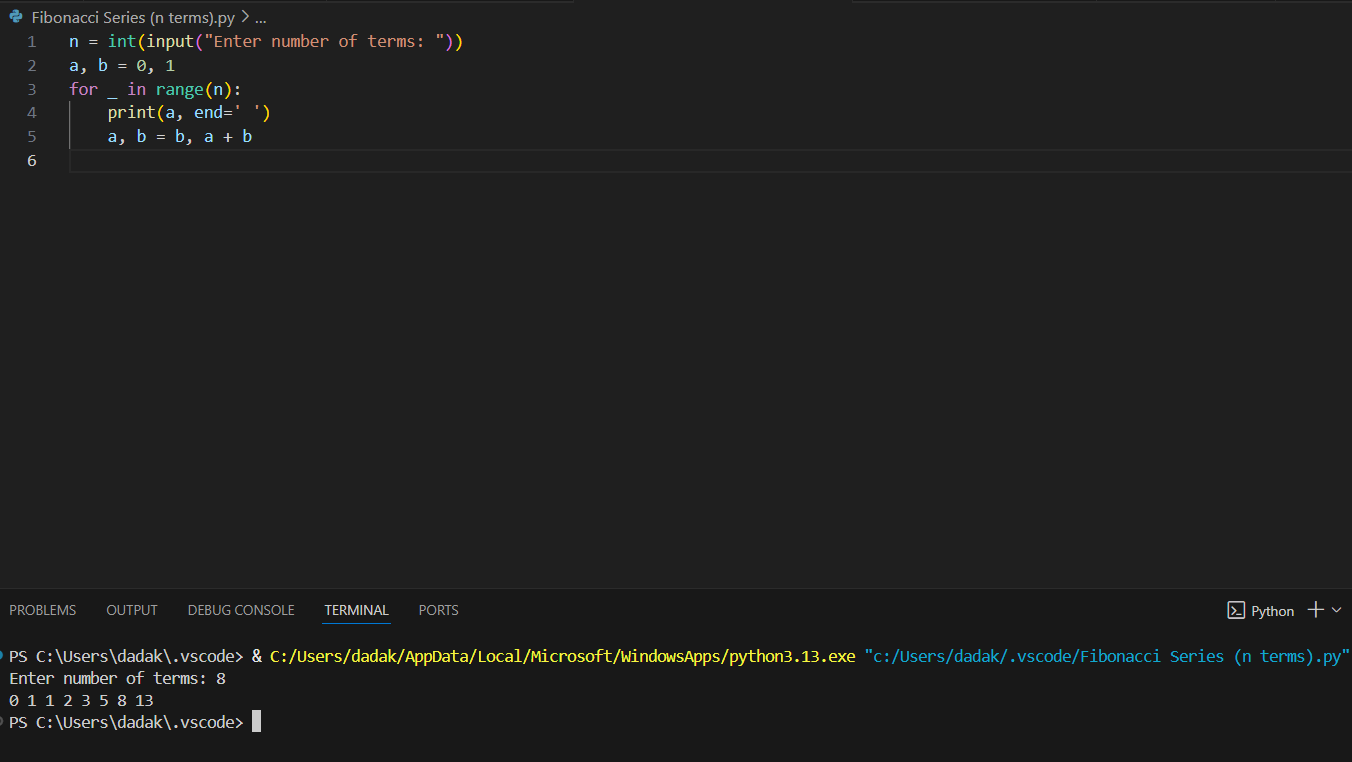 Fibonacci Series (n terms).py > ...
1 n = int(input("Enter number of terms: "))
2 a, b = 0, 1
3 for _ in range(n):
4     print(a, end=' ')
5     a, b = b, a + b
6
PROBLEMS OUTPUT DEBUG CONSOLE TERMINAL PORTS Python
PS C:\Users\dadak\.vscode> & C:/Users/dadak/AppData/Local/Microsoft/WindowsApps/python3.13.exe "c:/Users/dadak/.vscode/Fibonacci Series (n terms).py"
Enter number of terms: 8
0 1 1 2 3 5 8 13
PS C:\Users\dadak\.vscode>